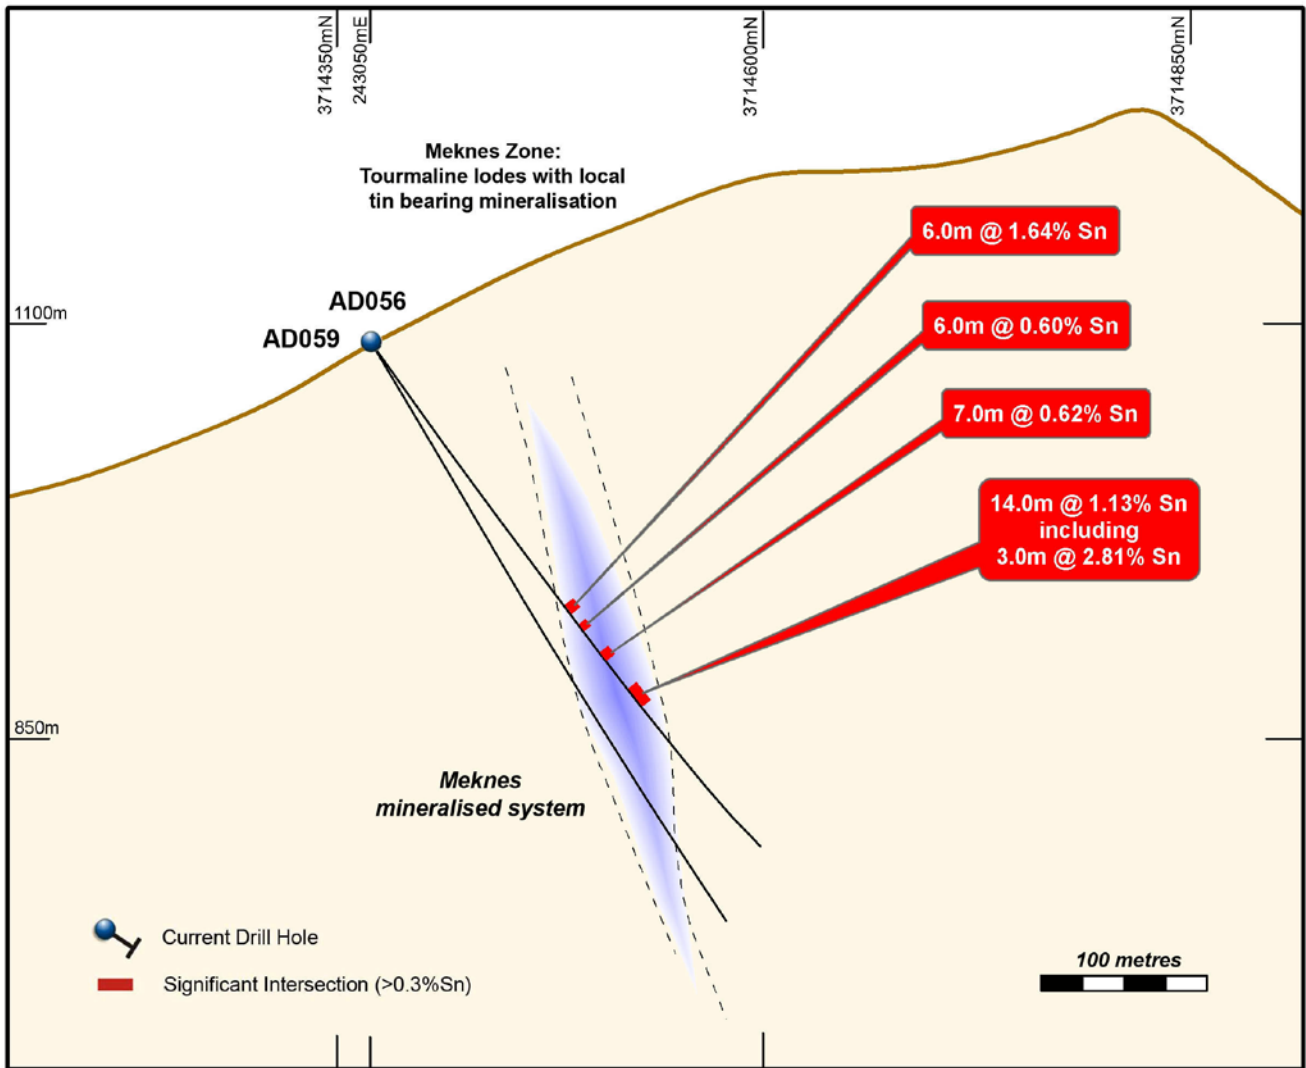 3714350mN
243050mE
3714600mN
3714850mN
Meknes Zone:
Tourmaline lodes with local
tin bearing mineralisation
6.0m @ 1.64% Sn
AD056
1100m
AD059
6.0m @ 0.60% Sn
7.0m @ 0.62% Sn
14.0m @ 1.13% Sn
including
3.0m @ 2.81% Sn
850m
Meknes
mineralised system
Current Drill Hole
Significant Intersection (>0.3%Sn)
100 metres